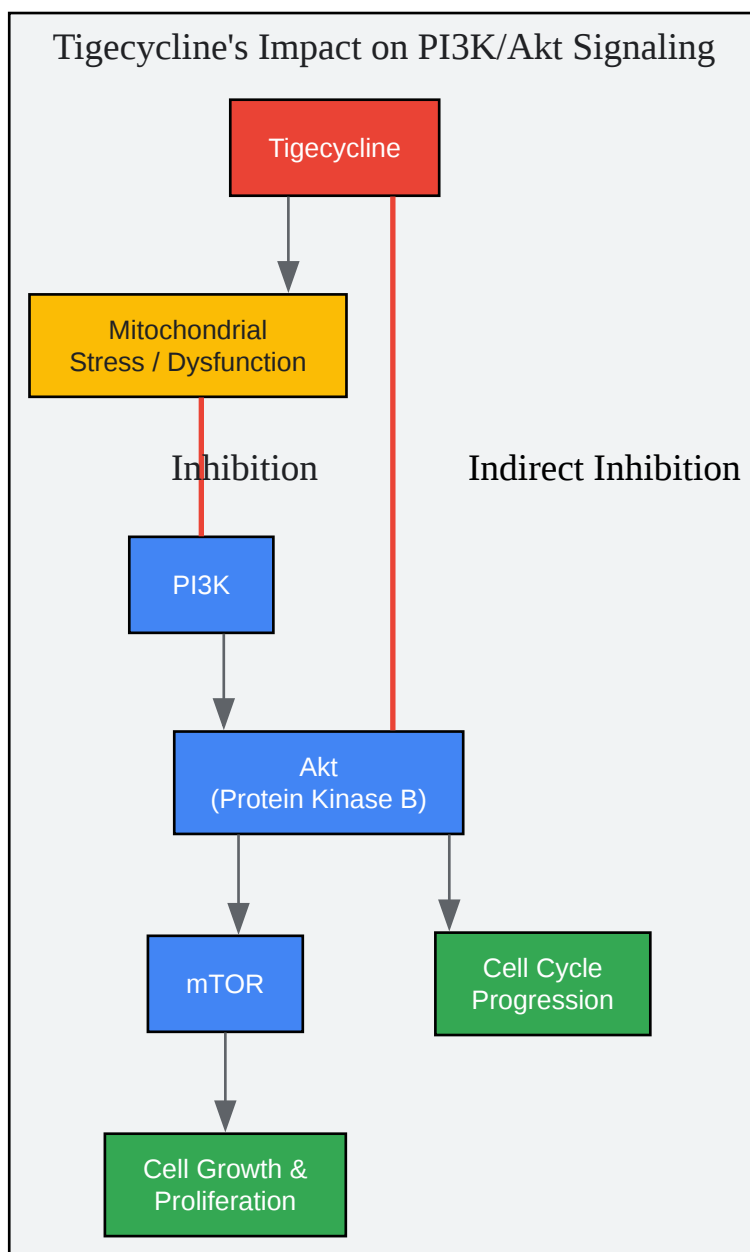 Tigecycline's Impact on PI3K/Akt Signaling
Tigecycline
Mitochondrial
Stress / Dysfunction
Inhibition
Indirect Inhibition
PI3K
Akt
(Protein Kinase B)
mTOR
Cell Cycle
Progression
Cell Growth &
Proliferation